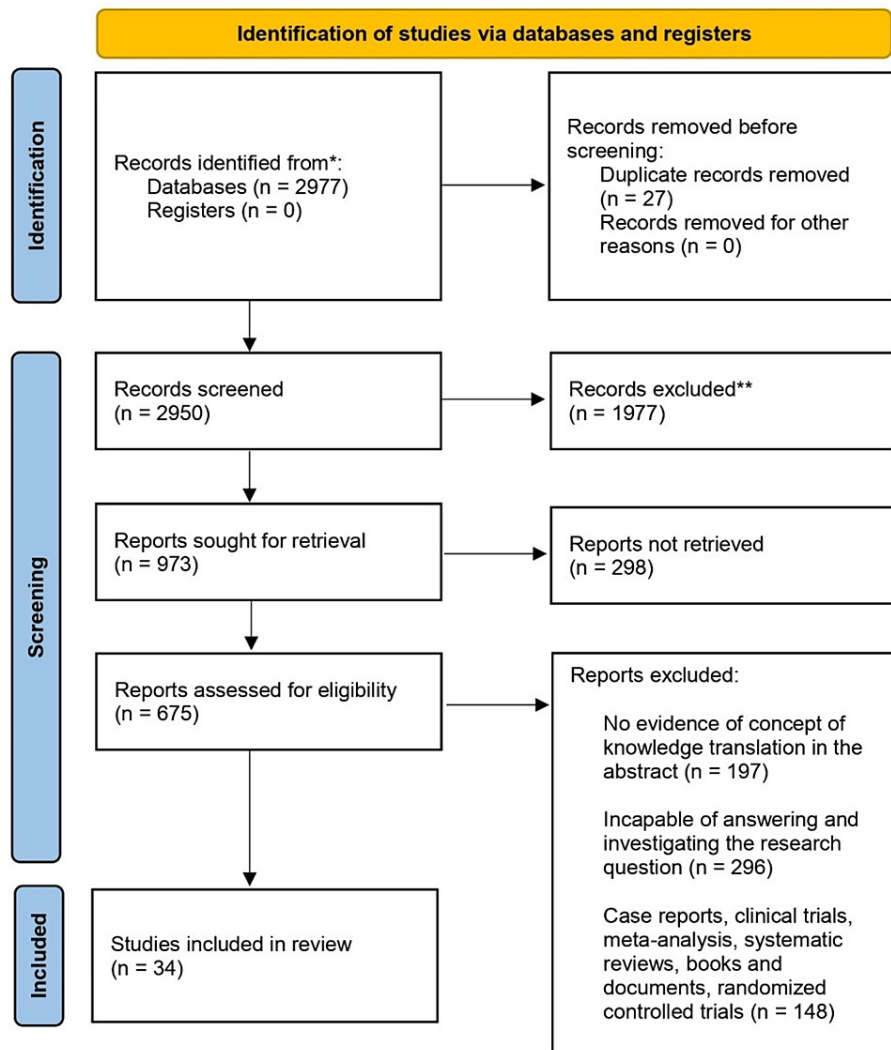 Identification of studies via databases and registers
Identification
Records identified from*:
Databases (n = 2977)
Registers (n = 0)
Records removed before
screening:
Duplicate records removed
(n = 27)
Records removed for other
reasons (n = 0)
Screening
Records screened
(n = 2950)
Records excluded**
(n = 1977)
Reports sought for retrieval
(n = 973)
Reports not retrieved
(n = 298)
Reports assessed for eligibility
(n = 675)
Reports excluded:
No evidence of concept of
knowledge translation in the
abstract (n = 197)
Incapable of answering and
investigating the research
question (n = 296)
Case reports, clinical trials,
meta-analysis, systematic
reviews, books and
documents, randomized
controlled trials (n = 148)
Included
Studies included in review
(n = 34)